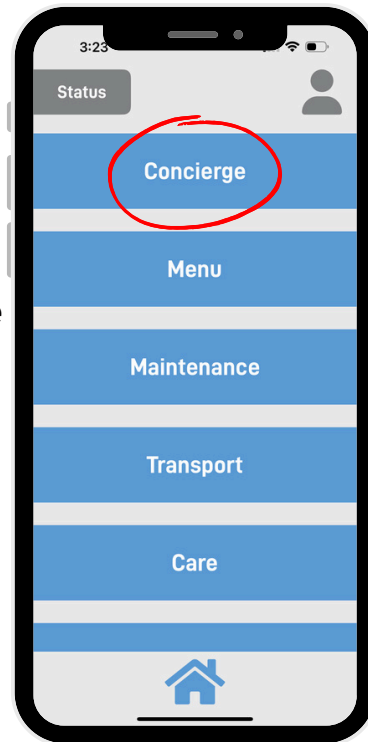 3:23
Status
Concierge
Menu
e
Maintenance
Transport
Care